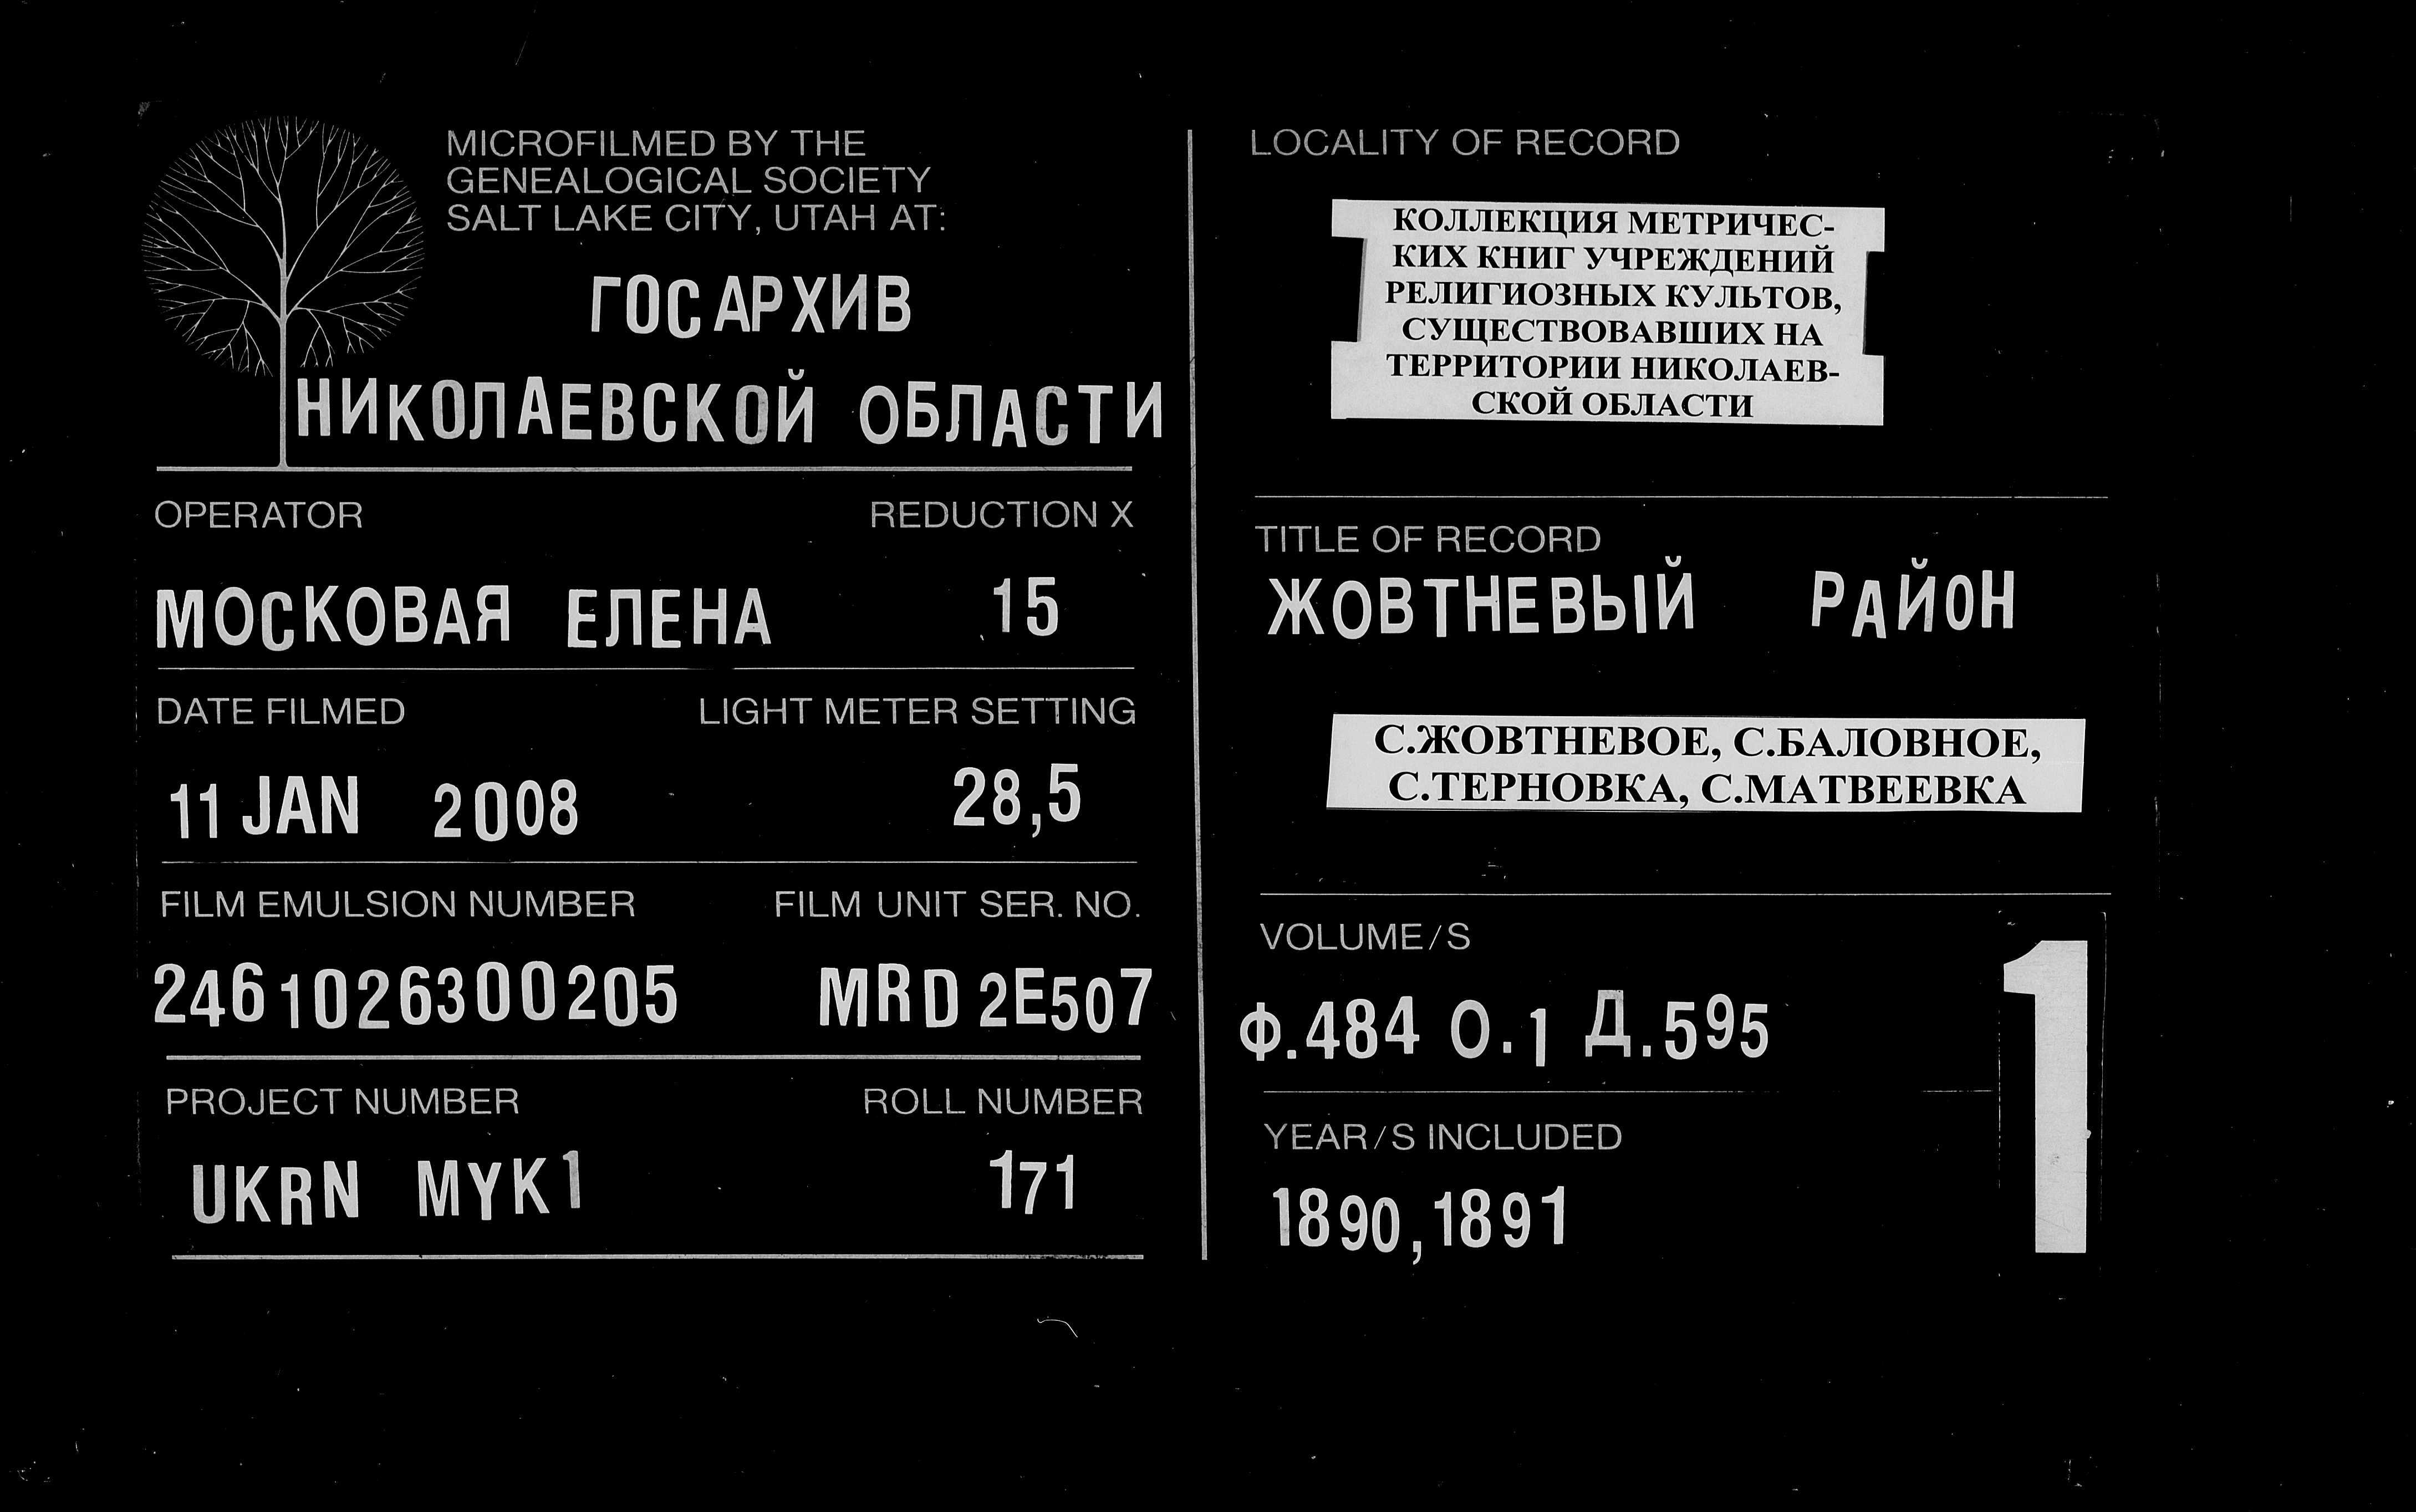 MICROFILMED BY THE
GENEALOGICAL SOCIETY
SALT LAKE CITY, UTAH AT:
ГОСАРХИВ
НИКОЛАЕВСКОЙ ОБЛАСТИ
OPERATOR REDUCTION X
МОСКОВАЯ ЕЛЕНА 15
DATE FILMED LIGHT METER SETTING
11 JAN 2008 28,5
FILM EMULSION NUMBER FILM UNIT SER. NO.
2461026300205 MRD 2E507
PROJECT NUMBER ROLL NUMBER
UKRN MYK1 171
LOCALITY OF RECORD
КОЛЛЕКЦИЯ МЕТРИЧЕС-
КИХ КНИГ УЧРЕЖДЕНИЙ
РЕЛИГИОЗНЫХ КУЛЬТОВ,
СУЩЕСТВОВАВШИХ НА
ТЕРРИТОРИИ НИКОЛАЕВ-
СКОЙ ОБЛАСТИ
TITLE OF RECORD
ЖОВТНЕВЫЙ РАЙОН
С.ЖОВТНЕВОЕ, С.БАЛОВНОЕ,
С.ТЕРНОВКА, С.МАТВЕЕВКА
VOLUME/S
Ф.484 О.1 Д.595
YEAR/S INCLUDED
1890,1891
1